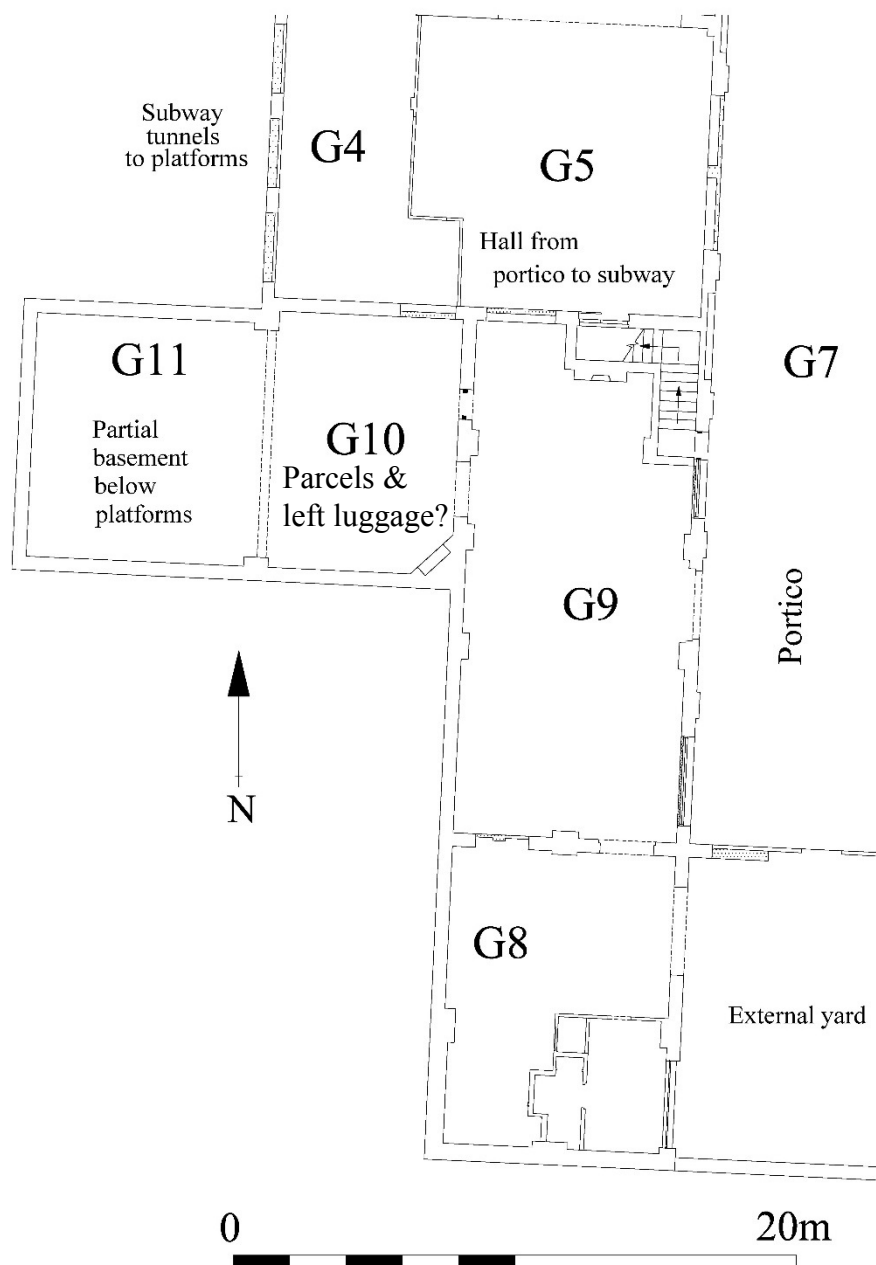 Subway
tunnels
to platforms
G4
G5
Hall from
portico to subway
G11
Partial
basement
below
platforms
G10
Parcels &
left luggage?
G7
Portico
G9
N
G8
External yard
0
20m